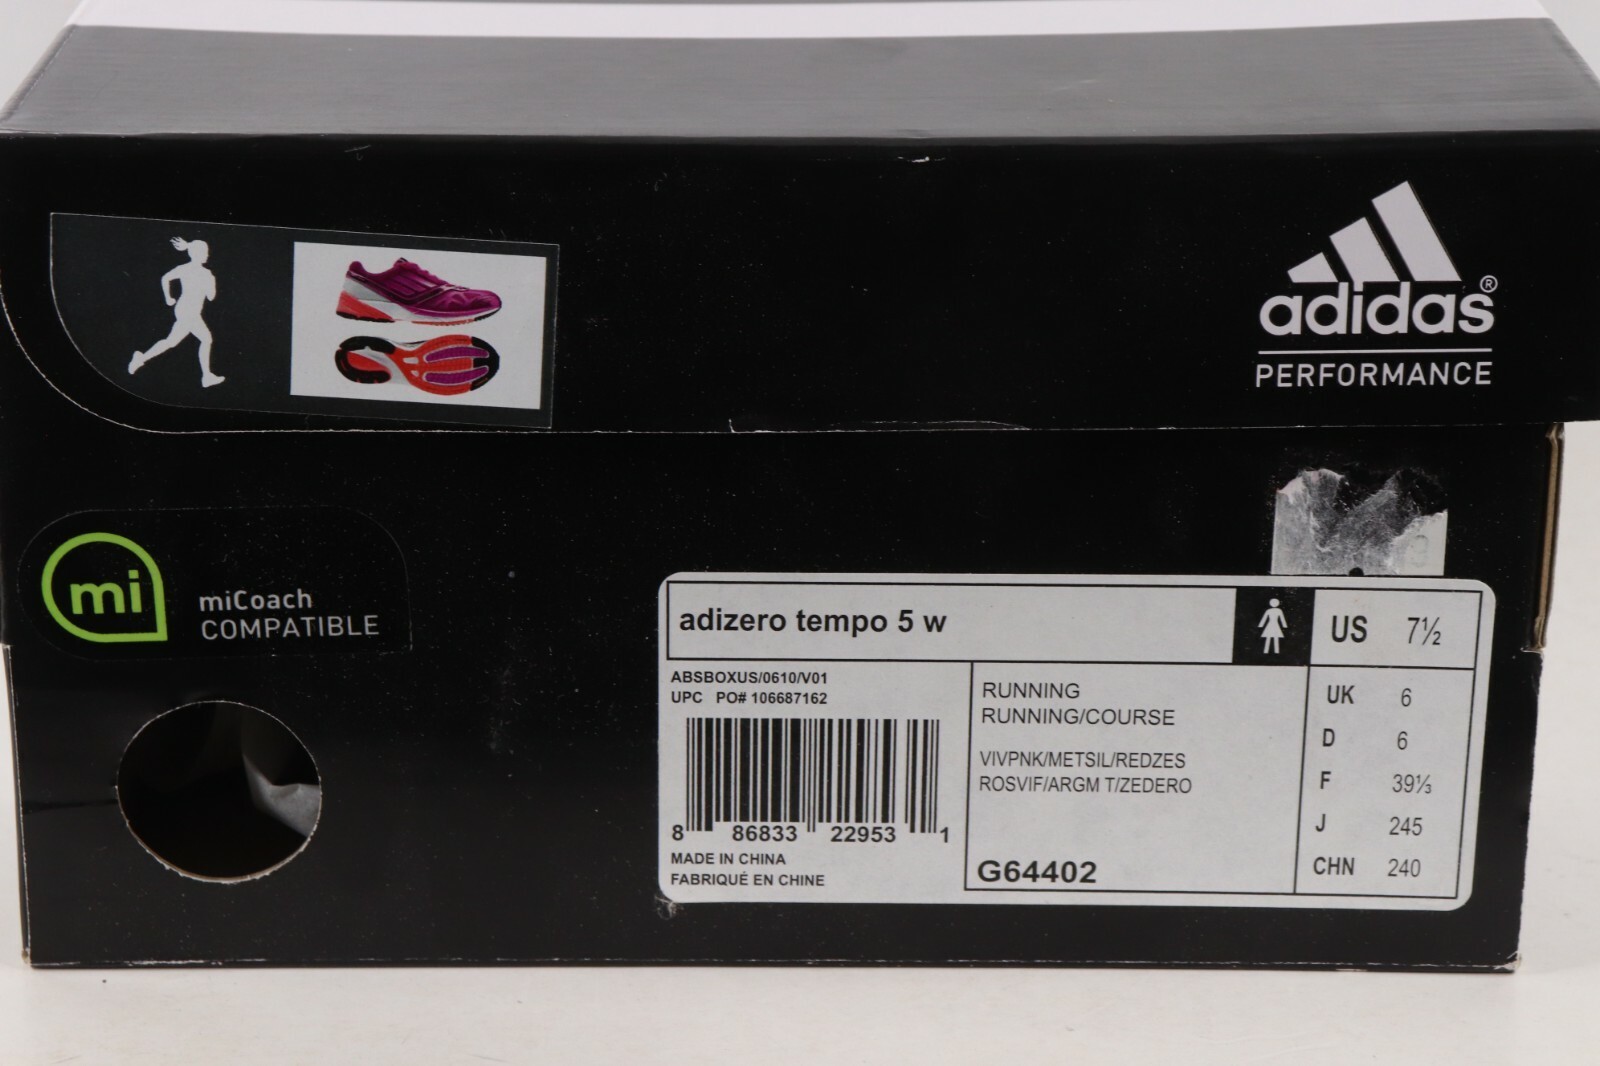 adidas®
PERFORMANCE
mi
miCoach
COMPATIBLE
adizero tempo 5 w
US 7½
ABSBOXUS/0610/V01
UPC PO# 106687162
8 86833 22953 1
MADE IN CHINA
FABRIQUÉ EN CHINE
RUNNING
RUNNING/COURSE
VIVPNK/METSIL/REDZES
ROSVIF/ARGM T/ZEDERO
G64402
UK 6
D 6
F 39⅓
J 245
CHN 240